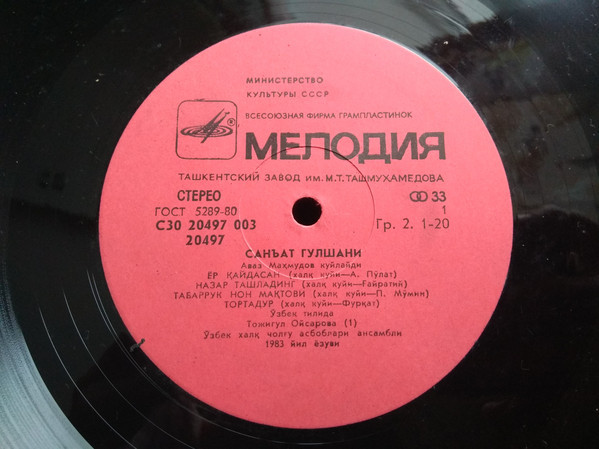 МИНИСТЕРСТВО
КУЛЬТУРЫ СССР
ВСЕСОЮЗНАЯ ФИРМА ГРАМПЛАСТИНОК
МЕЛОДИЯ
ТАШКЕНТСКИЙ ЗАВОД ИМ. М.Т. ТАШМУХАМЕДОВА
СТЕРЕО 33
ГОСТ 5289-80 1
С30 20497 003 Гр. 2. 1-20
20497
САНЪАТ ГУЛШАНИ
Аваз Маҳмудов куйлайди
ЁР ҚАЙДАСАН (халқ куйи—А. Пўлат)
НАЗАР ТАШЛАДИНГ (халқ куйи—Ғайратий)
ТАБАРРУК НОН МАҚТОВИ (халқ куйи—П. Мўмин)
ТОРТАДУР (халқ куйи—Фурқат)
Ўзбек тилида
Тожигул Ойсарова (1)
Ўзбек халқ чолғу асбоблари ансамбли
1983 йил ёзуви